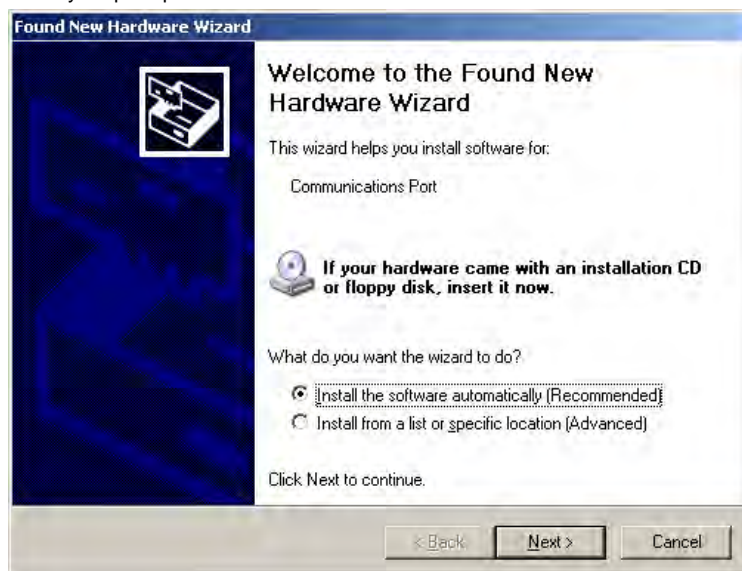 Found New Hardware Wizard
Welcome to the Found New
Hardware Wizard
This wizard helps you install software for:
Communications Port
If your hardware came with an installation CD
or floppy disk, insert it now.
What do you want the wizard to do?
Install the software automatically (Recommended)
Install from a list or specific location (Advanced)
Click Next to continue.
< Back Next > Cancel